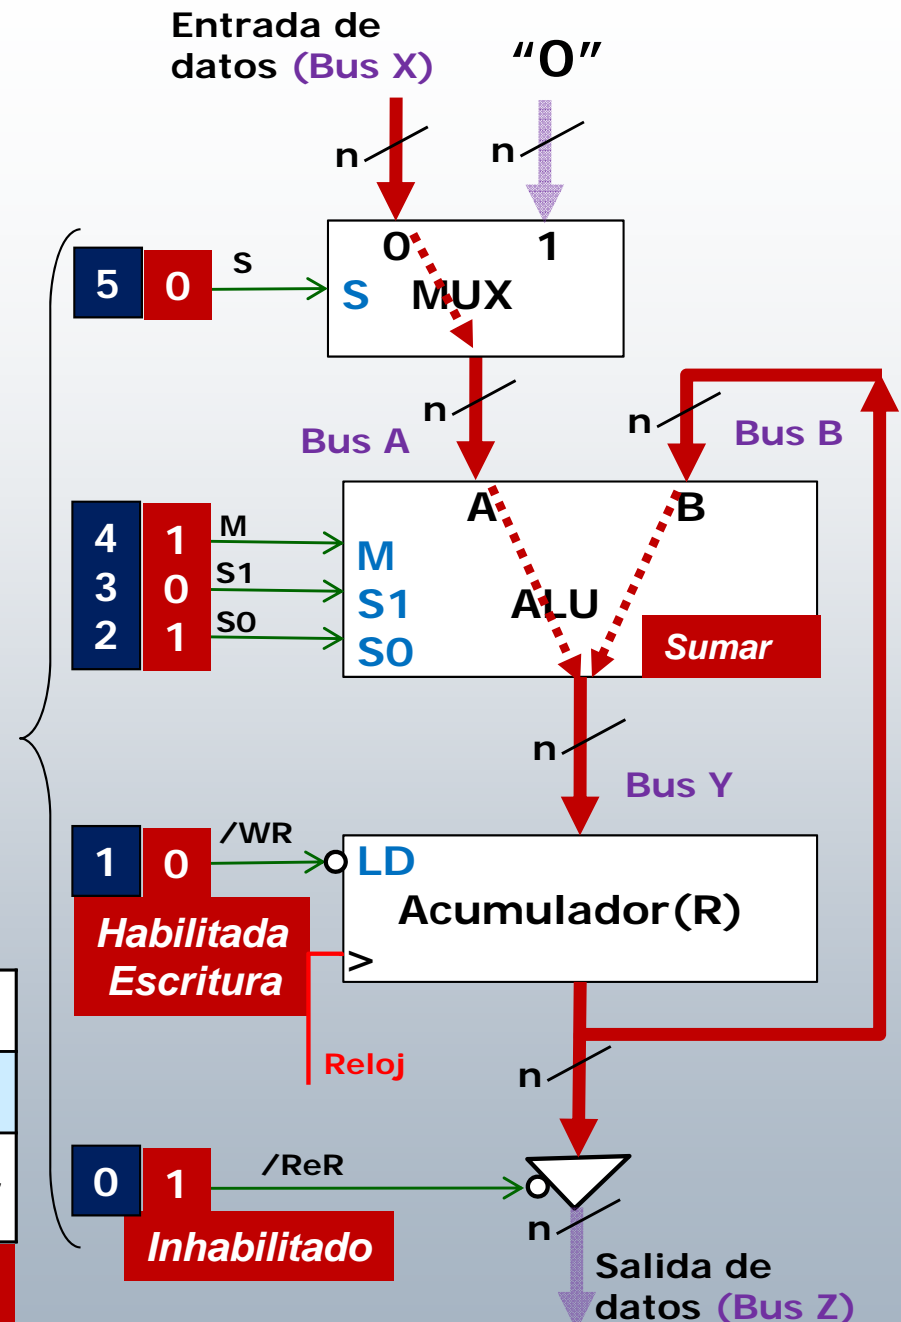 Entrada de
datos (Bus X)
“0”
n
n
0 1
5 0 S
S MUX
n
n
Bus A
Bus B
A B
4 1 M
M
3 0 S1
S1 ALU
2 1 S0
S0
Sumar
n
Bus Y
1 0 /WR
LD
Acumulador(R)
Habilitada
Escritura
>
Reloj
n
0 1 /ReR
n
Inhabilitado
Salida de
datos (Bus Z)